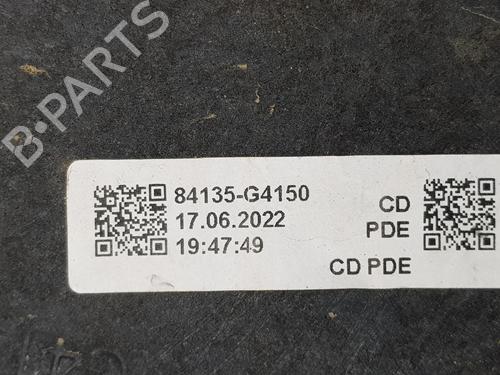 B-PARTS
84135-G4150
17.06.2022
19:47:49
CD
PDE
CD PDE